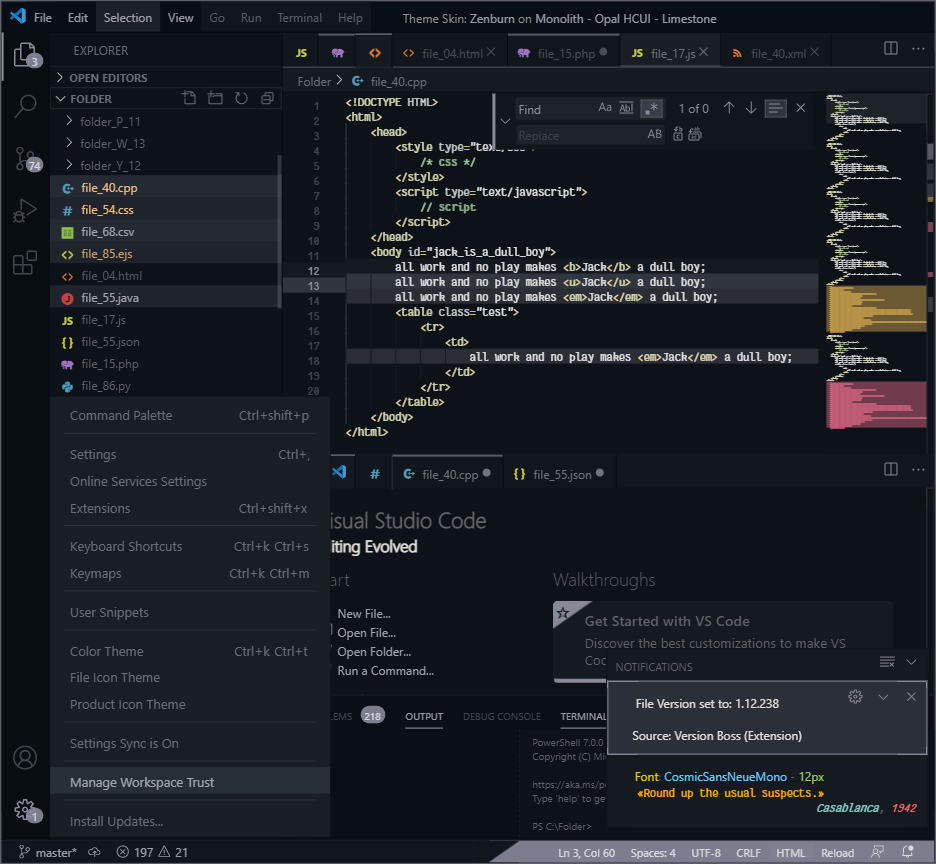 File Edit Selection View Go Run Terminal Help Theme Skin: Zenburn on Monolith - Opal HCUI - Limestone
3
EXPLORER
JS file_04.html file_15.php JS file_17.js file_40.xml
OPEN EDITORS
Folder > file_40.cpp
FOLDER
folder_P_11
folder_W_13
folder_Y_12
74
file_40.cpp
# file_54.css
file_68.csv
file_85.ejs
file_04.html
file_55.java
JS file_17.js
{} file_55.json
file_15.php
file_86.py
Find Aa Ab .* 1 of 0
Replace AB
1 <!DOCTYPE HTML>
2 <html>
3 <head>
4 <style type="text/css">
5 /* css */
6 </style>
7 <script type="text/javascript">
8 // script
9 </script>
10 </head>
11 <body id="jack_is_a_dull_boy">
12 all work and no play makes <b>Jack</b> a dull boy;
13 all work and no play makes <u>Jack</u> a dull boy;
14 all work and no play makes <em>Jack</em> a dull boy;
15 <table class="test">
16 <tr>
17 <td>
18 all work and no play makes <em>Jack</em> a dull boy;
19 </td>
20 </tr>
</table>
</body>
</html>
Command Palette Ctrl+shift+p
Settings Ctrl+,
Online Services Settings
Extensions Ctrl+shift+x
Keyboard Shortcuts Ctrl+k Ctrl+s
Keymaps Ctrl+k Ctrl+m
User Snippets
Color Theme Ctrl+k Ctrl+t
File Icon Theme
Product Icon Theme
Settings Sync is On
Manage Workspace Trust
Install Updates...
1
# file_40.cpp {} file_55.json
isual Studio Code
iting Evolved
art
New File...
Open File...
Open Folder...
Run a Command...
Walkthroughs
Get Started with VS Code
Discover the best customizations to make VS
NOTIFICATIONS
File Version set to: 1.12.238
Source: Version Boss (Extension)
Font: CosmicSansNeueMono - 12px
«Round up the usual suspects.»
Casablanca, 1942
LEMS 218 OUTPUT DEBUG CONSOLE TERMINAL
PowerShell 7.0.0
Copyright (C) Mi
https://aka.ms/p
Type 'help' to ge
PS C:\Folder>
master* 197 21 Ln 3, Col 60 Spaces: 4 UTF-8 CRLF HTML Reload